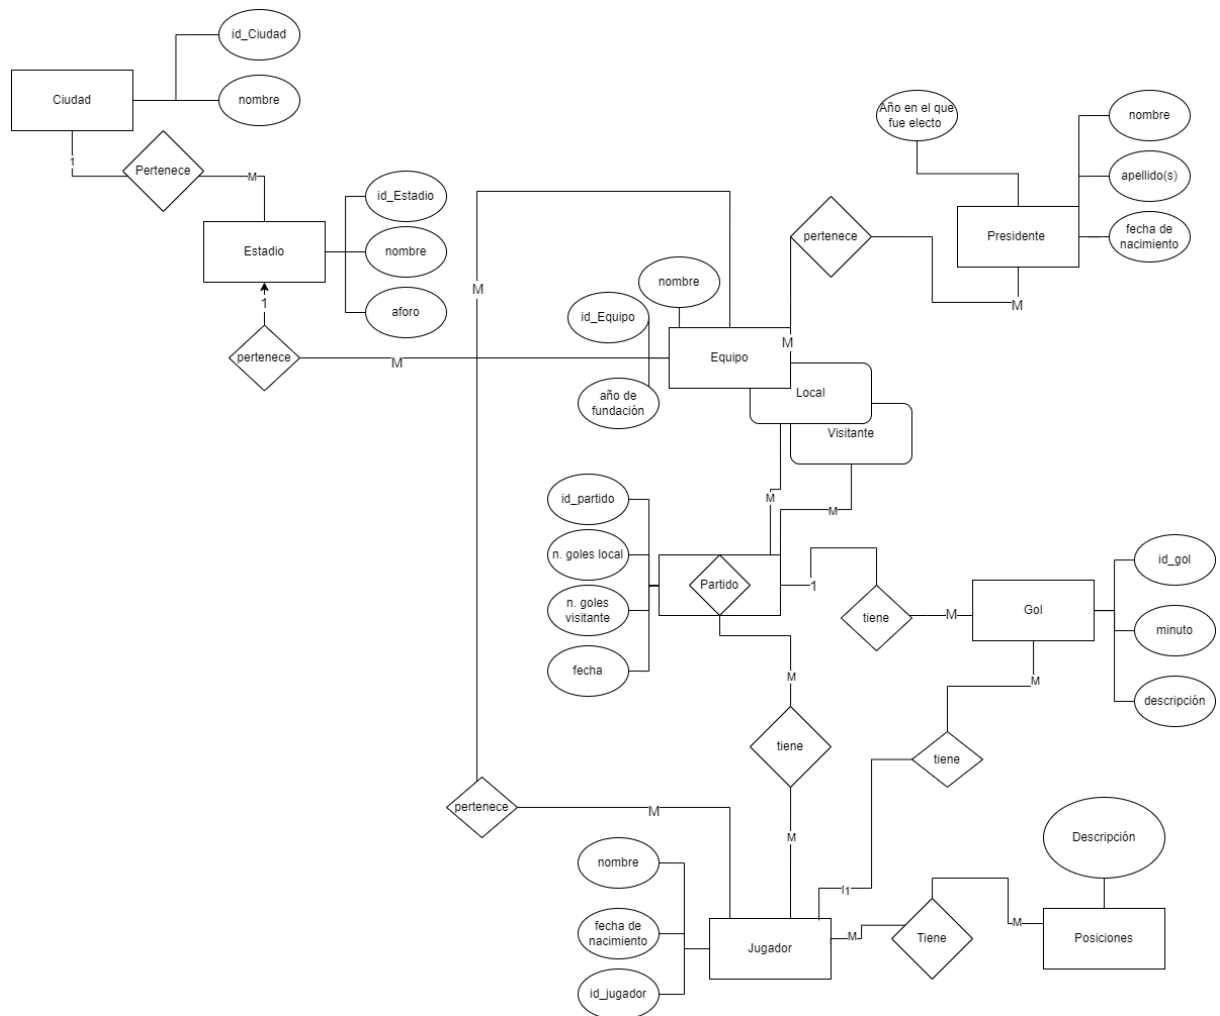 id_Ciudad
Ciudad
nombre
1
Pertenece
M
id_Estadio
Estadio
nombre
aforo
1
pertenece
M
M
Año en el que
fue electo
nombre
apellido(s)
fecha de
nacimiento
Presidente
pertenece
M
M
nombre
id_Equipo
Equipo
año de
fundación
Local
Visitante
M
M
id_partido
n. goles local
n. goles
visitante
fecha
Partido
1
tiene
M
Gol
id_gol
minuto
descripción
M
M
tiene
tiene
M
1
pertenece
M
nombre
fecha de
nacimiento
id_jugador
Jugador
M
Tiene
M
Descripción
Posiciones